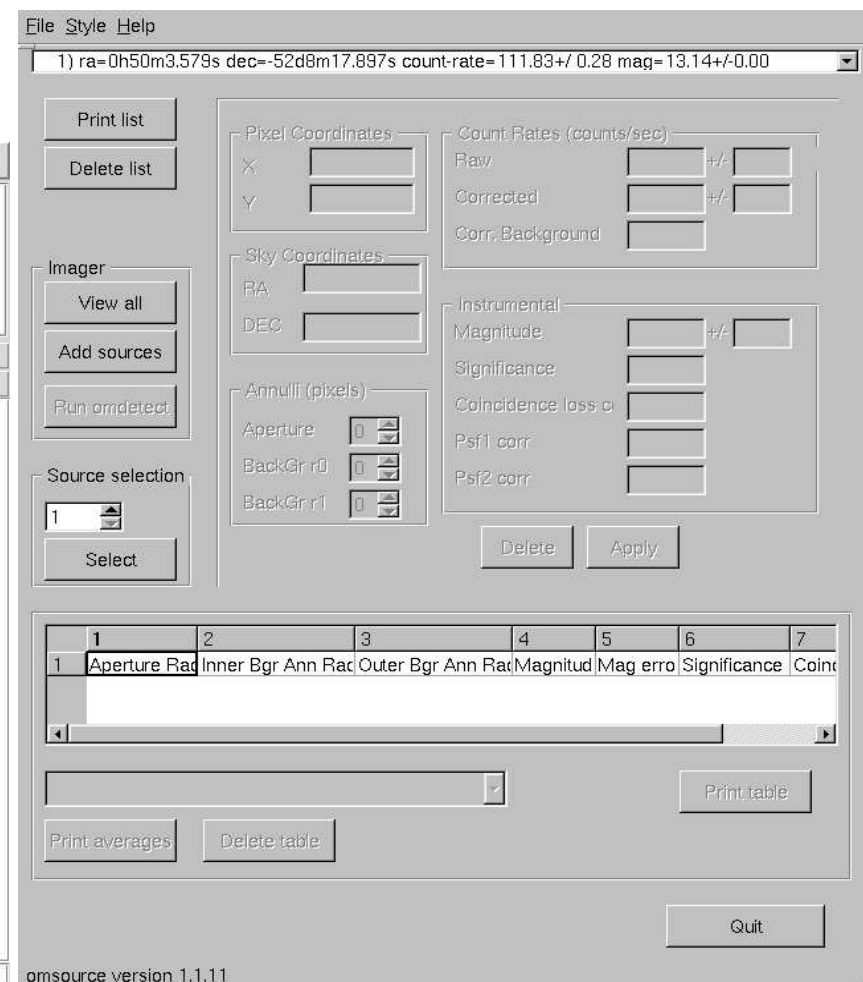 File Style Help
1) ra=0h50m3.579s dec=-52d8m17.897s count-rate=111.83+/ 0.28 mag=13.14+/-0.00
Print list
Delete list
Imager
View all
Add sources
Run omdetect
Source selection
1
Select
Pixel Coordinates
X
Y
Sky Coordinates
RA
DEC
Annulli (pixels)
Aperture 0
BackGr r0 0
BackGr r1 0
Count Rates (counts/sec)
Raw +/-
Corrected +/-
Corr. Background
Instrumental
Magnitude +/-
Significance
Coincidence loss c
Psf1 corr.
Psf2 corr.
Delete Apply
1 2 3 4 5 6 7
1 Aperture Rad Inner Bgr Ann Rad Outer Bgr Ann Rad Magnitud Mag erro Significance Coinc
Print table
Print averages Delete table
Quit
omsource version 1.1.11